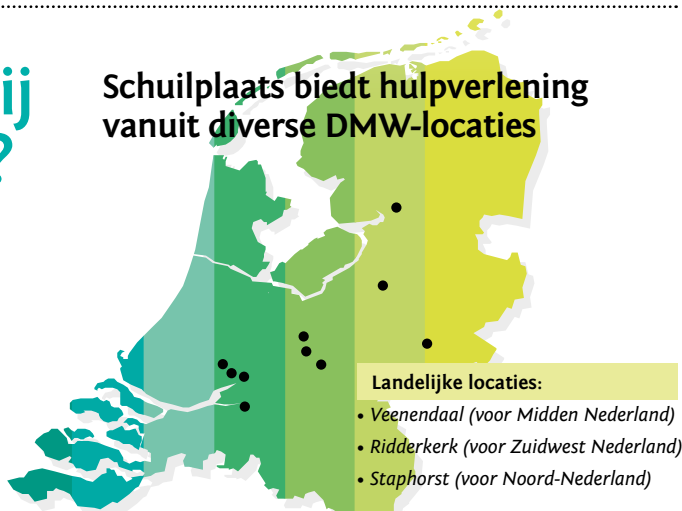 ij
?
Schuilplaats biedt hulpverlening
vanuit diverse DMW-locaties
Landelijke locaties:
• Veenendaal (voor Midden Nederland)
• Ridderkerk (voor Zuidwest Nederland)
• Staphorst (voor Noord-Nederland)